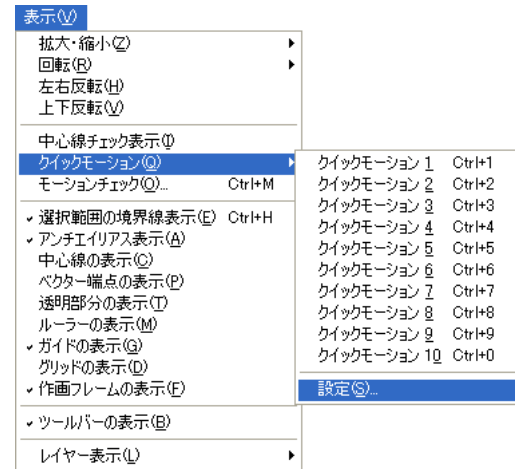 表示(V)
拡大・縮小(Z)
回転(R)
左右反転(H)
上下反転(V)
中心線チェック表示(I)
クイックモーション(Q)
モーションチェック(O)... Ctrl+M
選択範囲の境界線表示(E) Ctrl+H
アンチエイリアス表示(A)
中心線の表示(C)
ベクター端点の表示(P)
透明部分の表示(T)
ルーラーの表示(M)
ガイドの表示(G)
グリッドの表示(D)
作画フレームの表示(F)
ツールバーの表示(B)
レイヤー表示(L)
クイックモーション 1 Ctrl+1
クイックモーション 2 Ctrl+2
クイックモーション 3 Ctrl+3
クイックモーション 4 Ctrl+4
クイックモーション 5 Ctrl+5
クイックモーション 6 Ctrl+6
クイックモーション 7 Ctrl+7
クイックモーション 8 Ctrl+8
クイックモーション 9 Ctrl+9
クイックモーション 10 Ctrl+0
設定(S)...